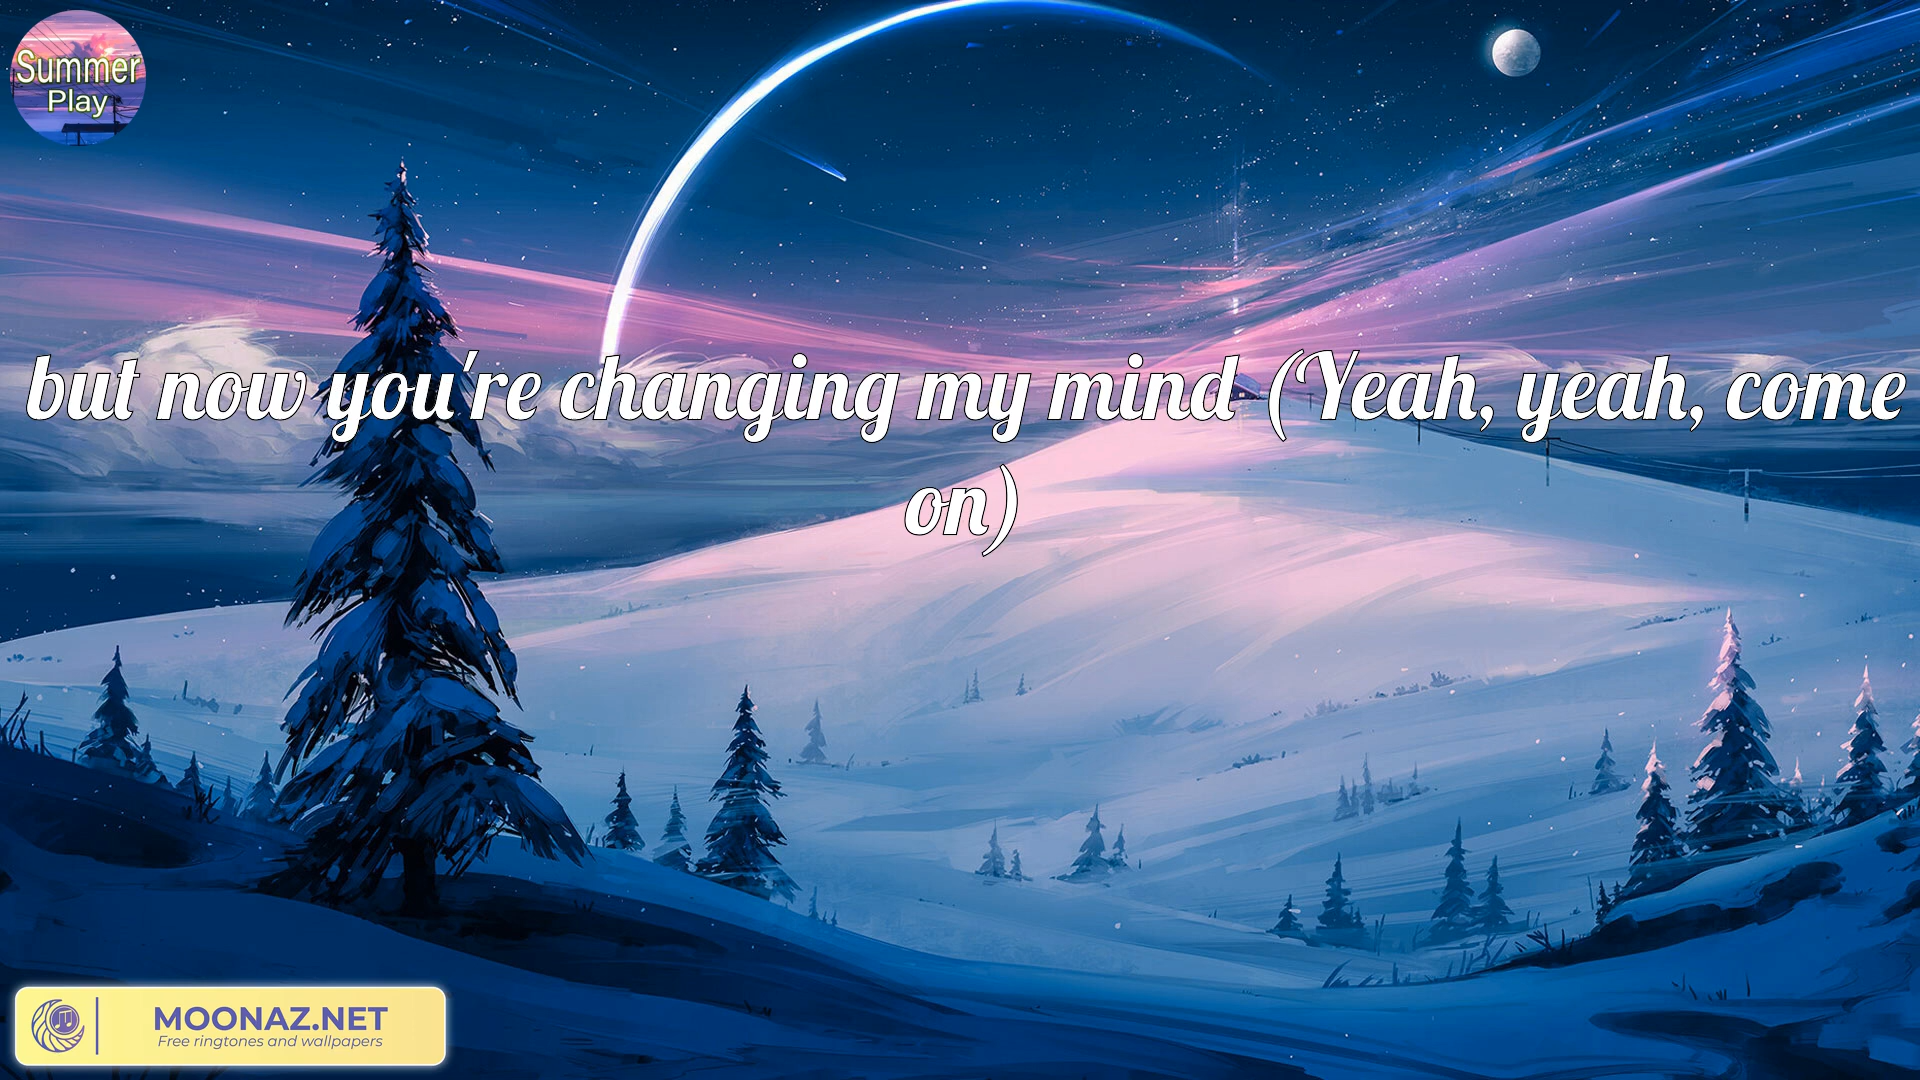 Summer
Play
but now you're changing my mind (Yeah, yeah, come
on)
MOONAZ.NET
Free ringtones and wallpapers